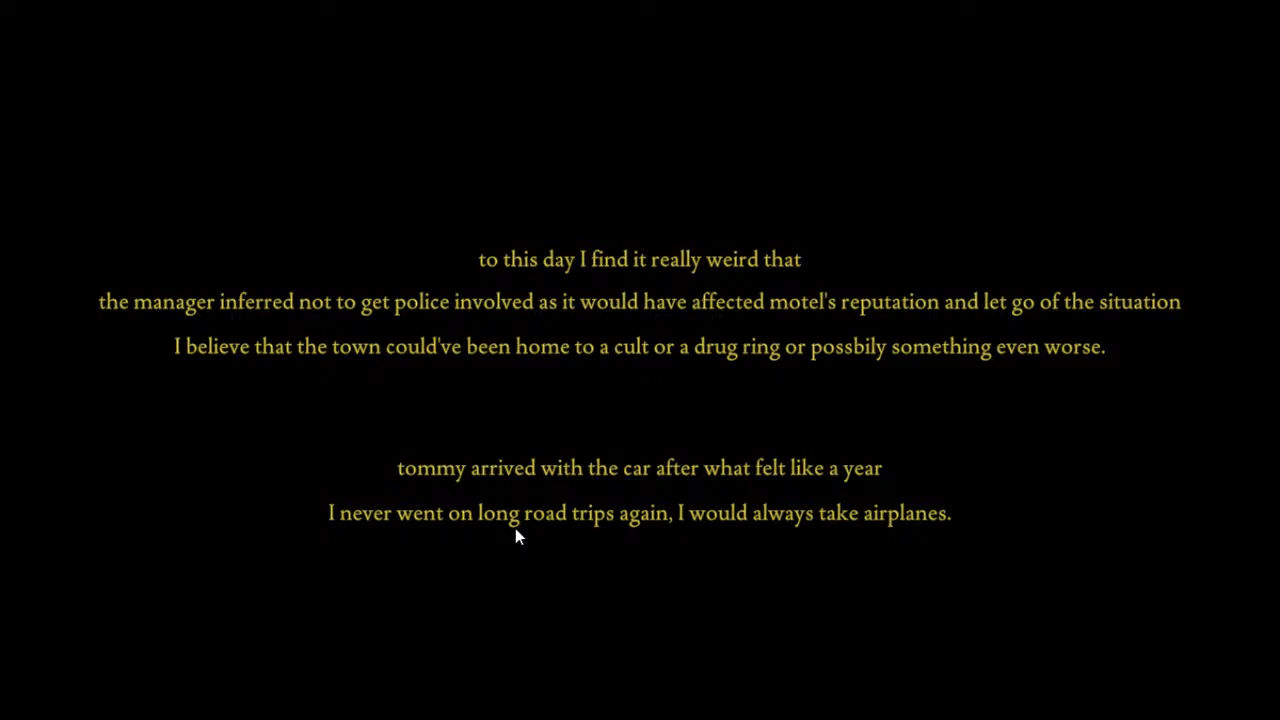 to this day I find it really weird that
the manager inferred not to get police involved as it would have affected motel's reputation and let go of the situation
I believe that the town could've been home to a cult or a drug ring or possbily something even worse.
tommy arrived with the car after what felt like a year
I never went on long road trips again, I would always take airplanes.